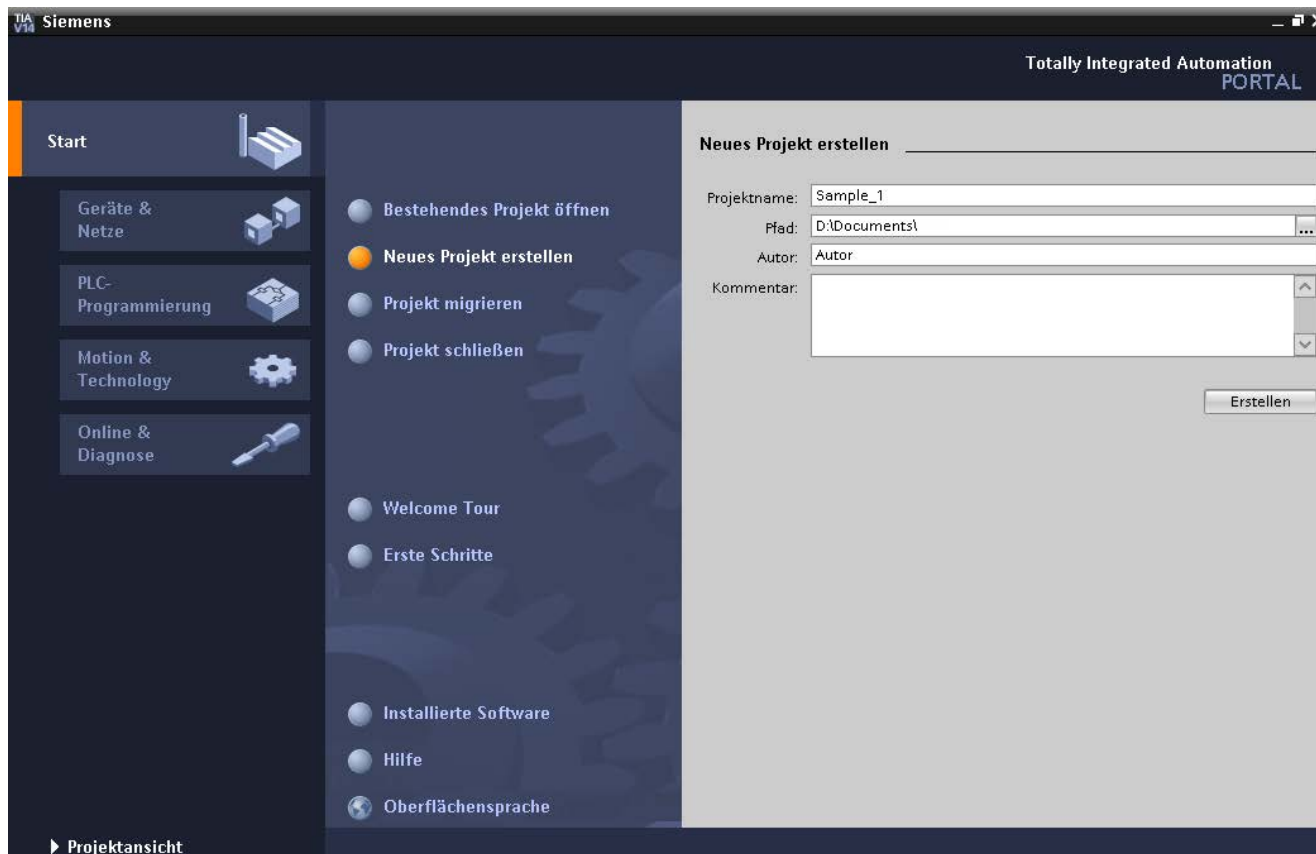 TIA
V14 Siemens
Totally Integrated Automation
PORTAL
Start
Geräte &
Netze
PLC-
Programmierung
Motion &
Technology
Online &
Diagnose
Projektansicht
Bestehendes Projekt öffnen
Neues Projekt erstellen
Projekt migrieren
Projekt schließen
Welcome Tour
Erste Schritte
Installierte Software
Hilfe
Oberflächensprache
Neues Projekt erstellen
Projektname: Sample_1
Pfad: D:\Documents\ ...
Autor: Autor
Kommentar:
Erstellen